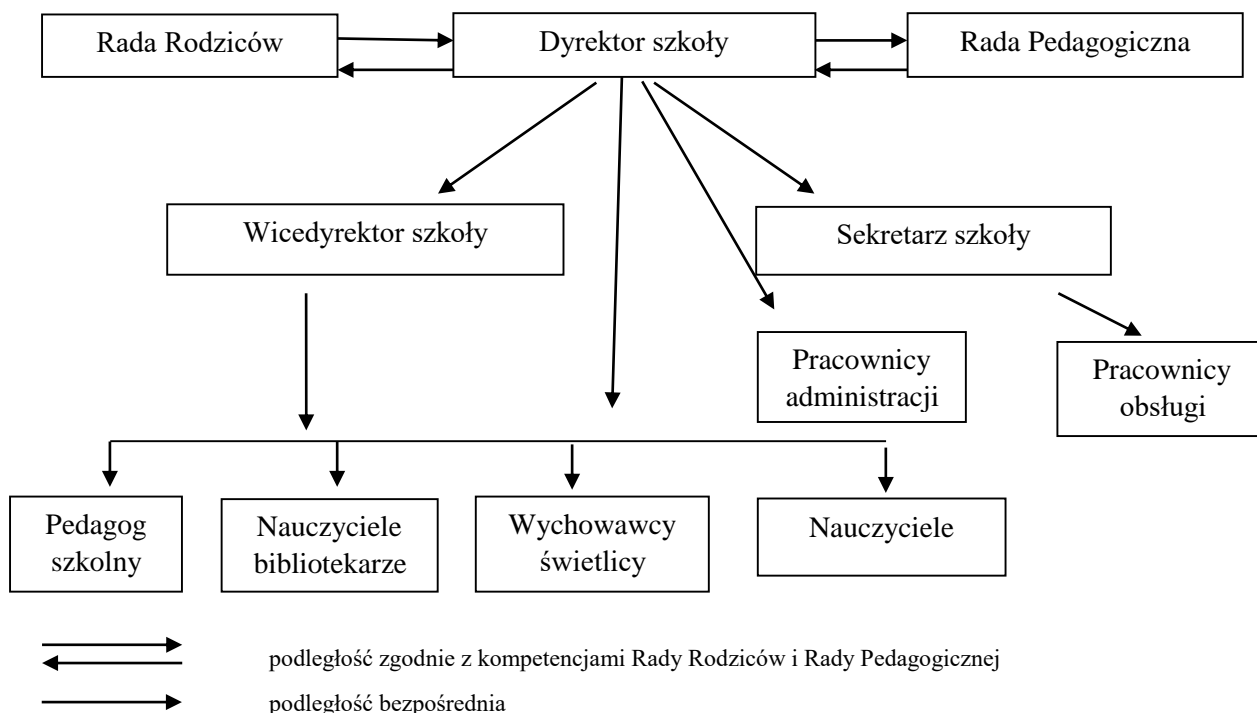 Rada Rodziców
Dyrektor szkoły
Rada Pedagogiczna
Wicedyrektor szkoły
Sekretarz szkoły
Pracownicy
administracji
Pracownicy
obsługi
Pedagog
szkolny
Nauczyciele
bibliotekarze
Wychowawcy
świetlicy
Nauczyciele
podległość zgodnie z kompetencjami Rady Rodziców i Rady Pedagogicznej
podległość bezpośrednia